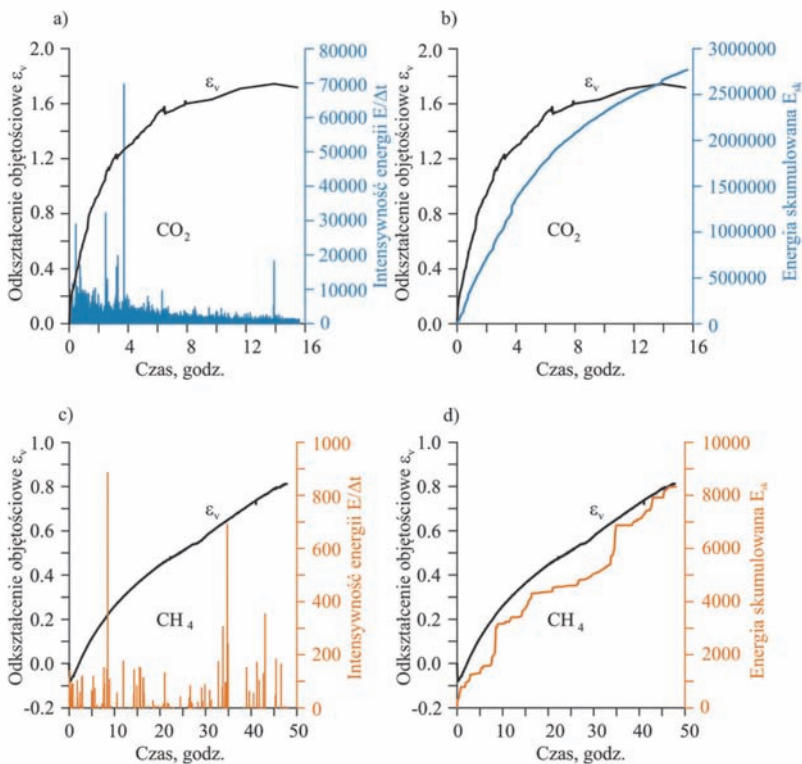 a)
Odkształcenie objętościowe εᵥ
2.0
1.6
1.2
0.8
0.4
0.0
εᵥ
CO₂
80000
70000
60000
50000
40000
30000
20000
10000
0
Intensywność energii E/Δt
0 4 8 12 16
Czas, godz.
b)
Odkształcenie objętościowe εᵥ
2.0
1.6
1.2
0.8
0.4
0.0
εᵥ
CO₂
3000000
2500000
2000000
1500000
1000000
500000
0
Energia skumulowana Eₛₖ
0 4 8 12 16
Czas, godz.
c)
Odkształcenie objętościowe εᵥ
1.0
0.8
0.6
0.4
0.2
0.0
-0.2
εᵥ
CH₄
1000
800
600
400
200
0
Intensywność energii E/Δt
0 10 20 30 40 50
Czas, godz.
d)
Odkształcenie objętościowe εᵥ
1.0
0.8
0.6
0.4
0.2
0.0
-0.2
εᵥ
CH₄
10000
8000
6000
4000
2000
0
Energia skumulowana Eₛₖ
0 10 20 30 40 50
Czas, godz.